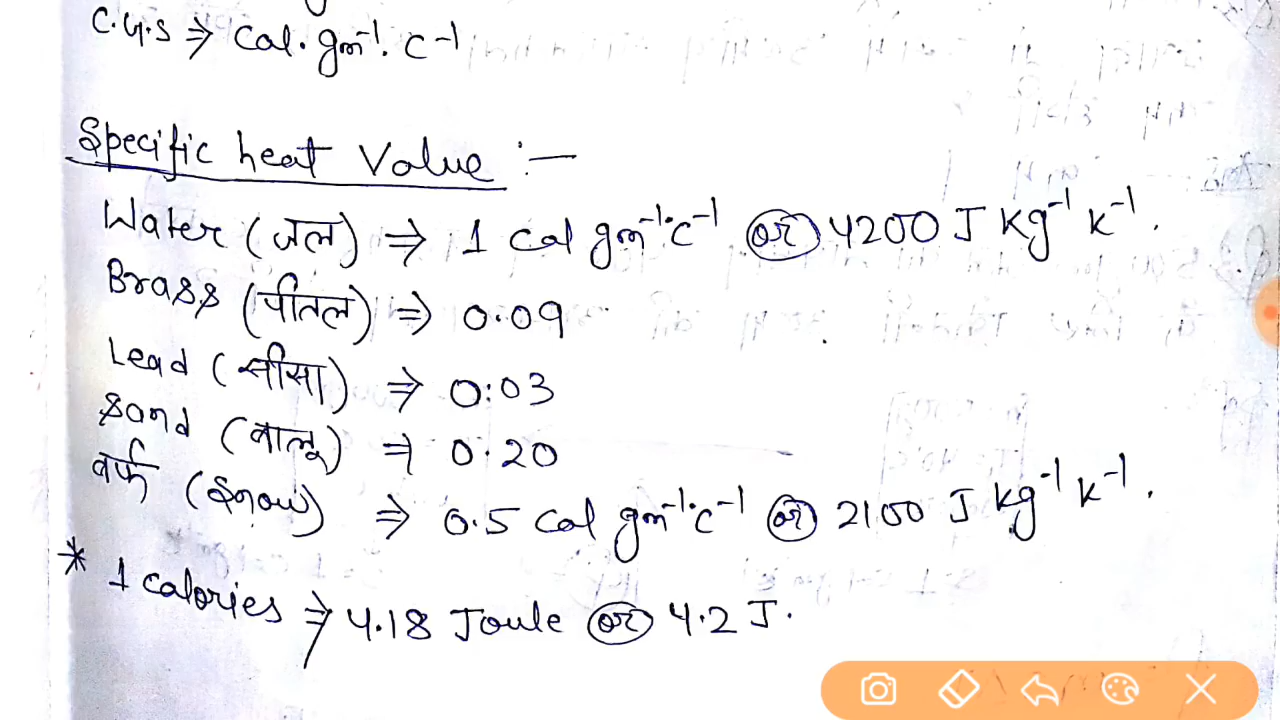 C.G.S ⇒ Cal. gm⁻¹. c⁻¹
Specific heat Value :—
Water (जल) ⇒ 1 Cal gm⁻¹.c⁻¹ or 4200 J Kg⁻¹ k⁻¹.
Brass (पीतल) ⇒ 0.09
Lead (सीसा) ⇒ 0:03
Sand (बालू) ⇒ 0.20
बर्फ (Snow) ⇒ 0.5 Cal gm⁻¹.c⁻¹ or 2100 J kg⁻¹ k⁻¹.
* 1 calories ⇒ 4.18 Joule or 4.2 J.